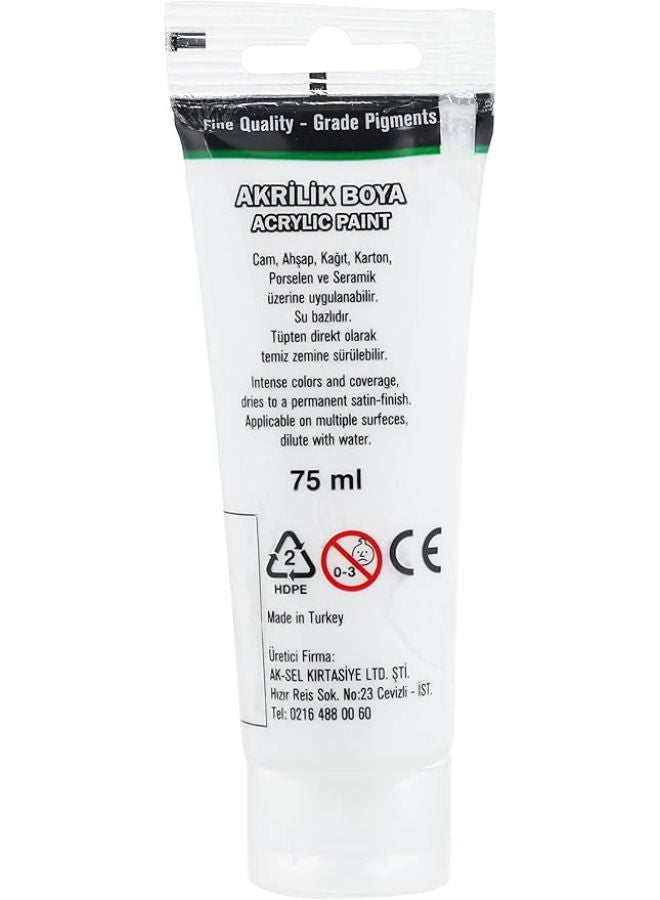 Fine Quality - Grade Pigments
AKRİLİK BOYA
ACRYLIC PAINT
Cam, Ahşap, Kağıt, Karton,
Porselen ve Seramik
üzerine uygulanabilir.
Su bazlıdır.
Tüpten direkt olarak
temiz zemine sürülebilir.
Intense colors and coverage,
dries to a permanent satin-finish.
Applicable on multiple surfeces,
dilute with water.
75 ml
2
HDPE
0-3
CE
Made in Turkey
Üretici Firma:
AK-SEL KIRTASİYE LTD. ŞTİ.
Hızır Reis Sok. No:23 Cevizli - İST.
Tel: 0216 488 00 60